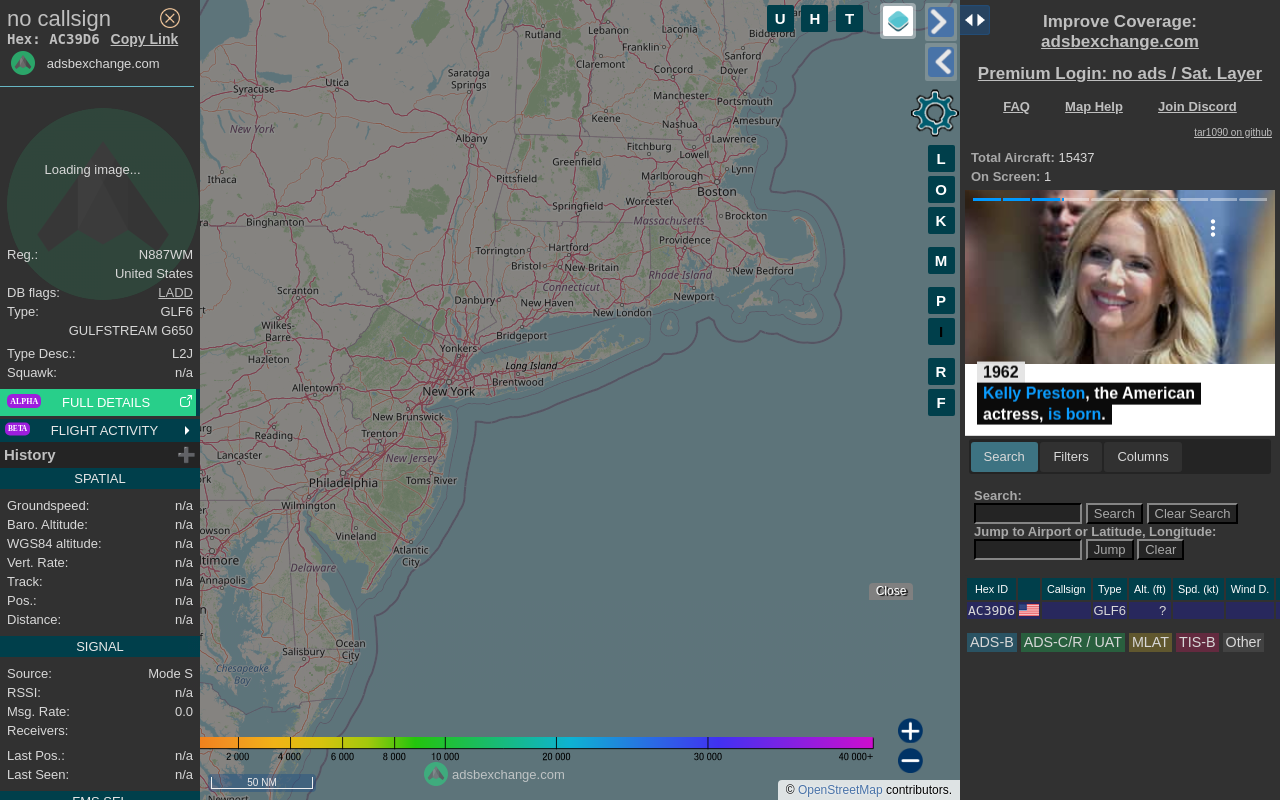 no callsign
Hex: AC39D6 Copy Link
adsbexchange.com
Loading image...
Reg.: N887WM
United States
DB flags: LADD
Type: GLF6
GULFSTREAM G650
Type Desc.: L2J
Squawk: n/a
ALPHA FULL DETAILS
BETA FLIGHT ACTIVITY
History
SPATIAL
Groundspeed: n/a
Baro. Altitude: n/a
WGS84 altitude: n/a
Vert. Rate: n/a
Track: n/a
Pos.: n/a
Distance: n/a
SIGNAL
Source: Mode S
RSSI: n/a
Msg. Rate: 0.0
Receivers:
Last Pos.: n/a
Last Seen: n/a
FMS SEL
U H T
L
O
K
M
P
I
R
F
Rutland
Lebanon
Laconia
Biddeford
Franklin
Claremont
Sanford
Concord
Dover
Saratoga
Springs
Utica
Syracuse
Manchester
Portsmouth
Keene
Nashua
Amesbury
New York
Albany
Fitchburg
Lawrence
Lowell
Greenfield
Ithaca
Pittsfield
Marlborough
Lynn
Boston
Worcester
Springfield
Massachusetts
Brockton
Binghamton
Torrington
Hartford
Providence
Bristol
New Britain
Rhode Island
New Bedford
Connecticut
Scranton
Danbury
New Haven
Newport
New London
Wilkes-
Barre
Bridgeport
Yonkers
Hazleton
Long Island
Brentwood
Allentown
New York
New Brunswick
Reading
Trenton
Lancaster
New Jersey
Philadelphia
Toms River
Wilmington
Vineland
Atlantic
City
Annapolis
Delaware
Ocean
City
Salisbury
Chesapeake
Bay
Newport
Close
2 000 4 000 6 000 8 000 10 000 20 000 30 000 40 000+
50 NM
adsbexchange.com
© OpenStreetMap contributors.
Improve Coverage:
adsbexchange.com
Premium Login: no ads / Sat. Layer
FAQ Map Help Join Discord
tar1090 on github
Total Aircraft: 15437
On Screen: 1
1962
Kelly Preston, the American
actress, is born.
Search Filters Columns
Search:
Search Clear Search
Jump to Airport or Latitude, Longitude:
Jump Clear
Hex ID Callsign Type Alt. (ft) Spd. (kt) Wind D.
AC39D6 GLF6 ?
ADS-B ADS-C/R / UAT MLAT TIS-B Other